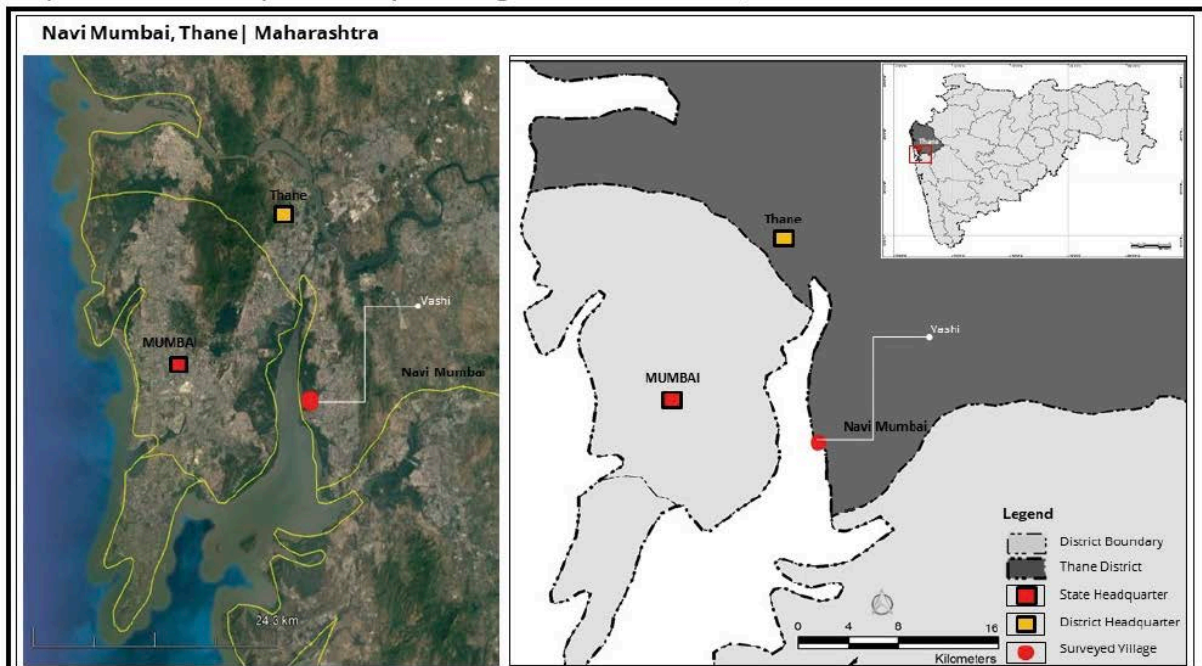 Navi Mumbai, Thane| Maharashtra
Thane
Vashi
MUMBAI
Navi Mumbai
24.3 km
Thane
Thane
Vashi
MUMBAI
Navi Mumbai
Legend
District Boundary
Thane District
State Headquarter
District Headquarter
Surveyed Village
0 4 8 16
Kilometers